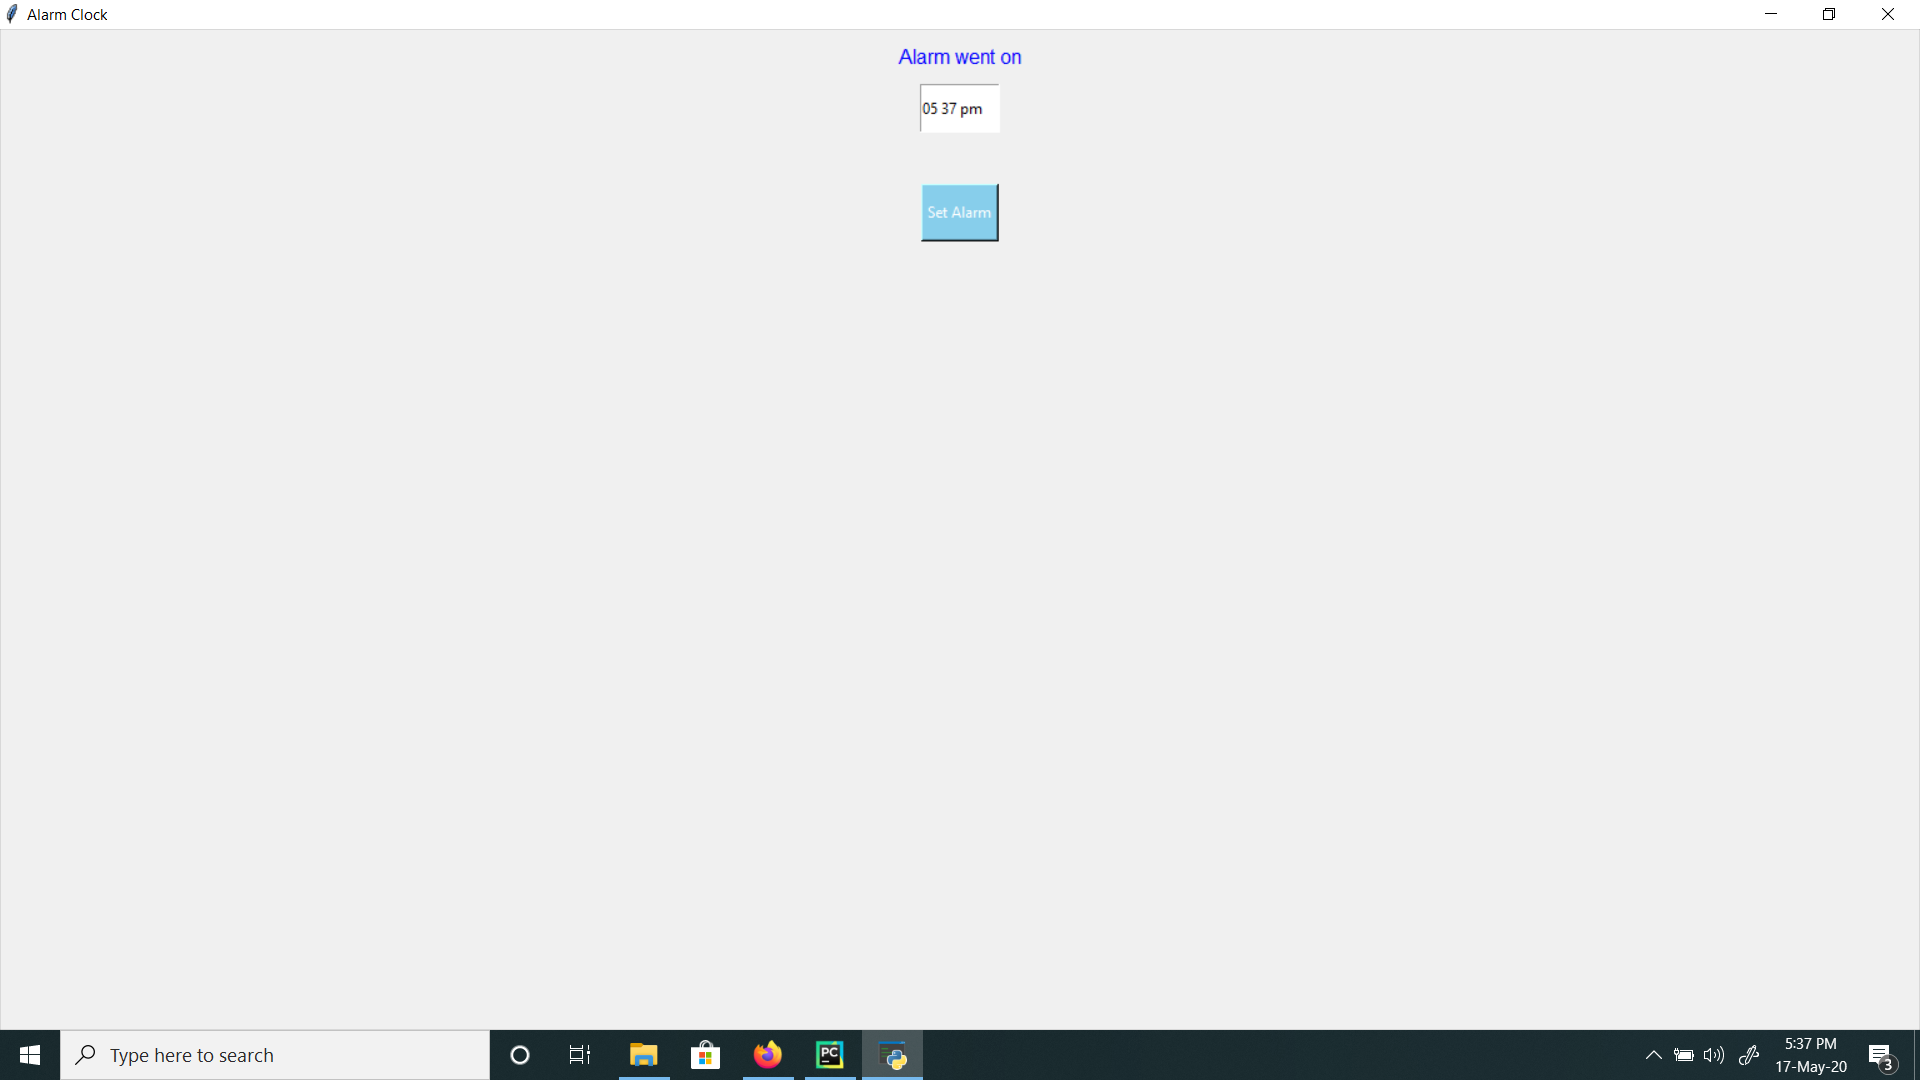 Alarm Clock
Alarm went on
05 37 pm
Set Alarm
Type here to search
PC
5:37 PM
17-May-20
3